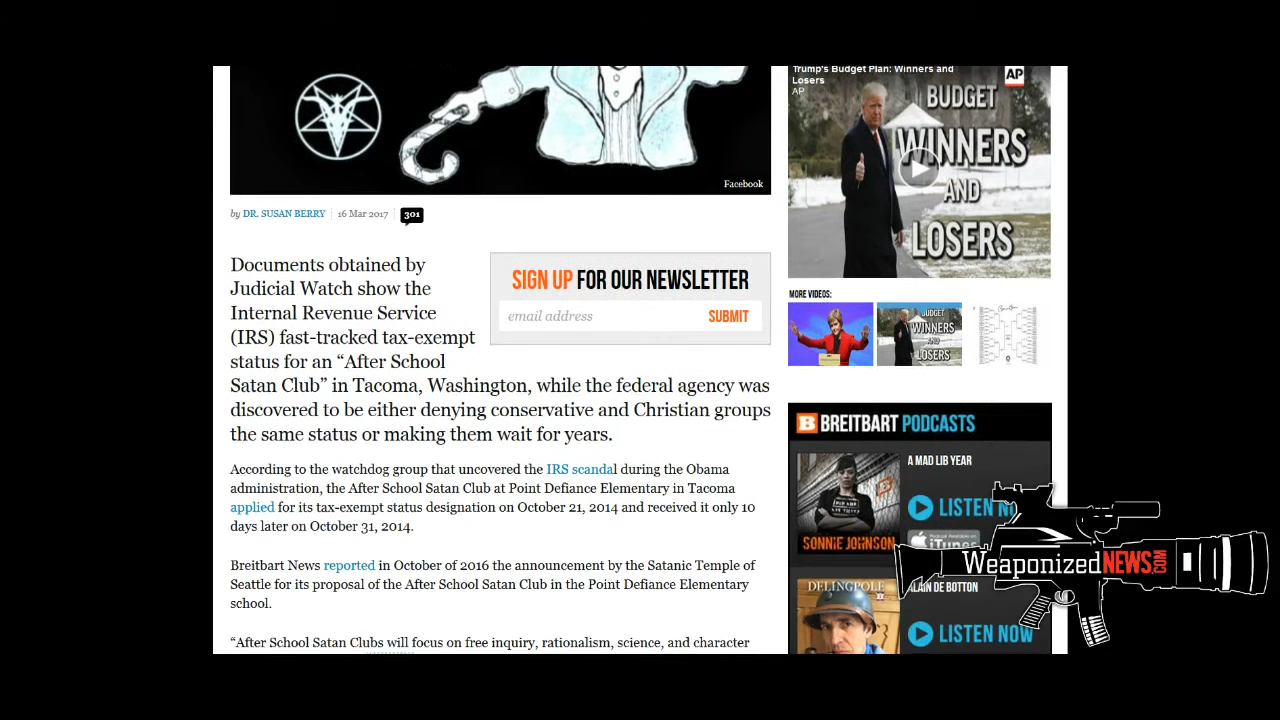 Facebook
by DR. SUSAN BERRY | 16 Mar 2017 | 301
Documents obtained by
Judicial Watch show the
Internal Revenue Service
(IRS) fast-tracked tax-exempt
status for an “After School
Satan Club” in Tacoma, Washington, while the federal agency was
discovered to be either denying conservative and Christian groups
the same status or making them wait for years.
SIGN UP FOR OUR NEWSLETTER
email address SUBMIT
According to the watchdog group that uncovered the IRS scandal during the Obama
administration, the After School Satan Club at Point Defiance Elementary in Tacoma
applied for its tax-exempt status designation on October 21, 2014 and received it only 10
days later on October 31, 2014.
Breitbart News reported in October of 2016 the announcement by the Satanic Temple of
Seattle for its proposal of the After School Satan Club in the Point Defiance Elementary
school.
“After School Satan Clubs will focus on free inquiry, rationalism, science, and character
Trump's Budget Plan: Winners and
Losers
AP
AP
BUDGET
WINNERS
AND
LOSERS
MORE VIDEOS:
BUDGET
WINNERS
AND
LOSERS
B BREITBART PODCASTS
A MAD LIB YEAR
LISTEN
iTunes
SONNIE JOHNSON
DELINGPOLE
ALAIN DE BOTTON
LISTEN NOW
WeaponizedNEWS.COM